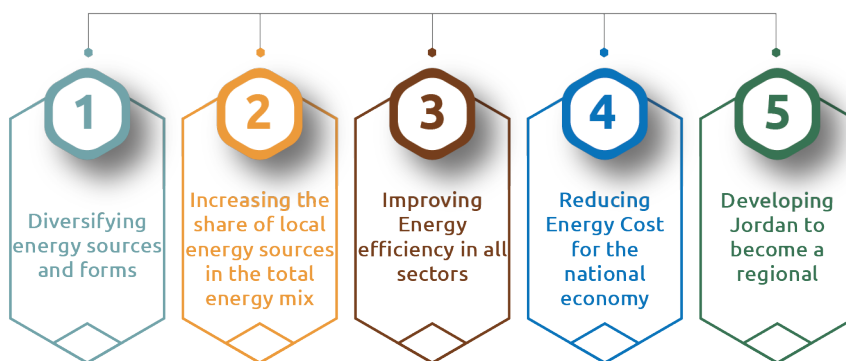 1
Diversifying
energy sources
and forms
2
Increasing the
share of local
energy sources
in the total
energy mix
3
Improving
Energy
efficiency in all
sectors
4
Reducing
Energy Cost
for the
national
economy
5
Developing
Jordan to
become a
regional